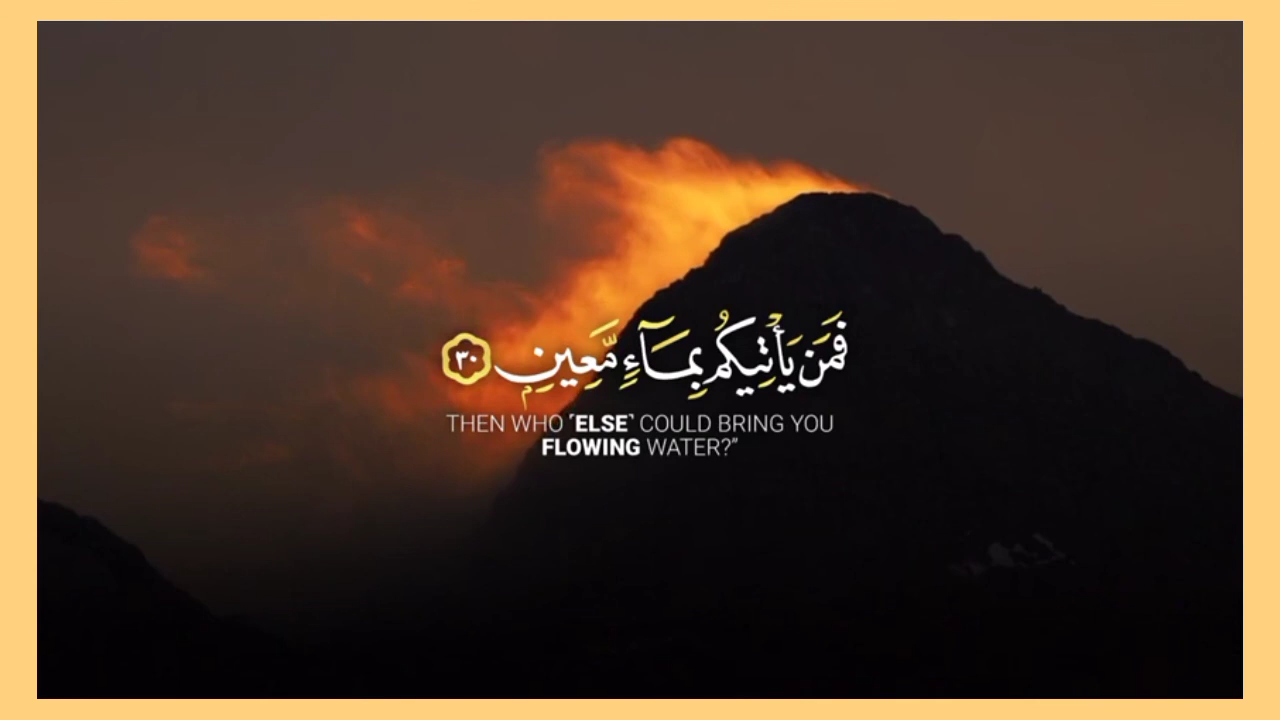 فَمَن يَأْتِيكُم بِمَآءٍ مَّعِينٍۭ ٣٠
THEN WHO ˹ELSE˺ COULD BRING YOU
FLOWING WATER?”